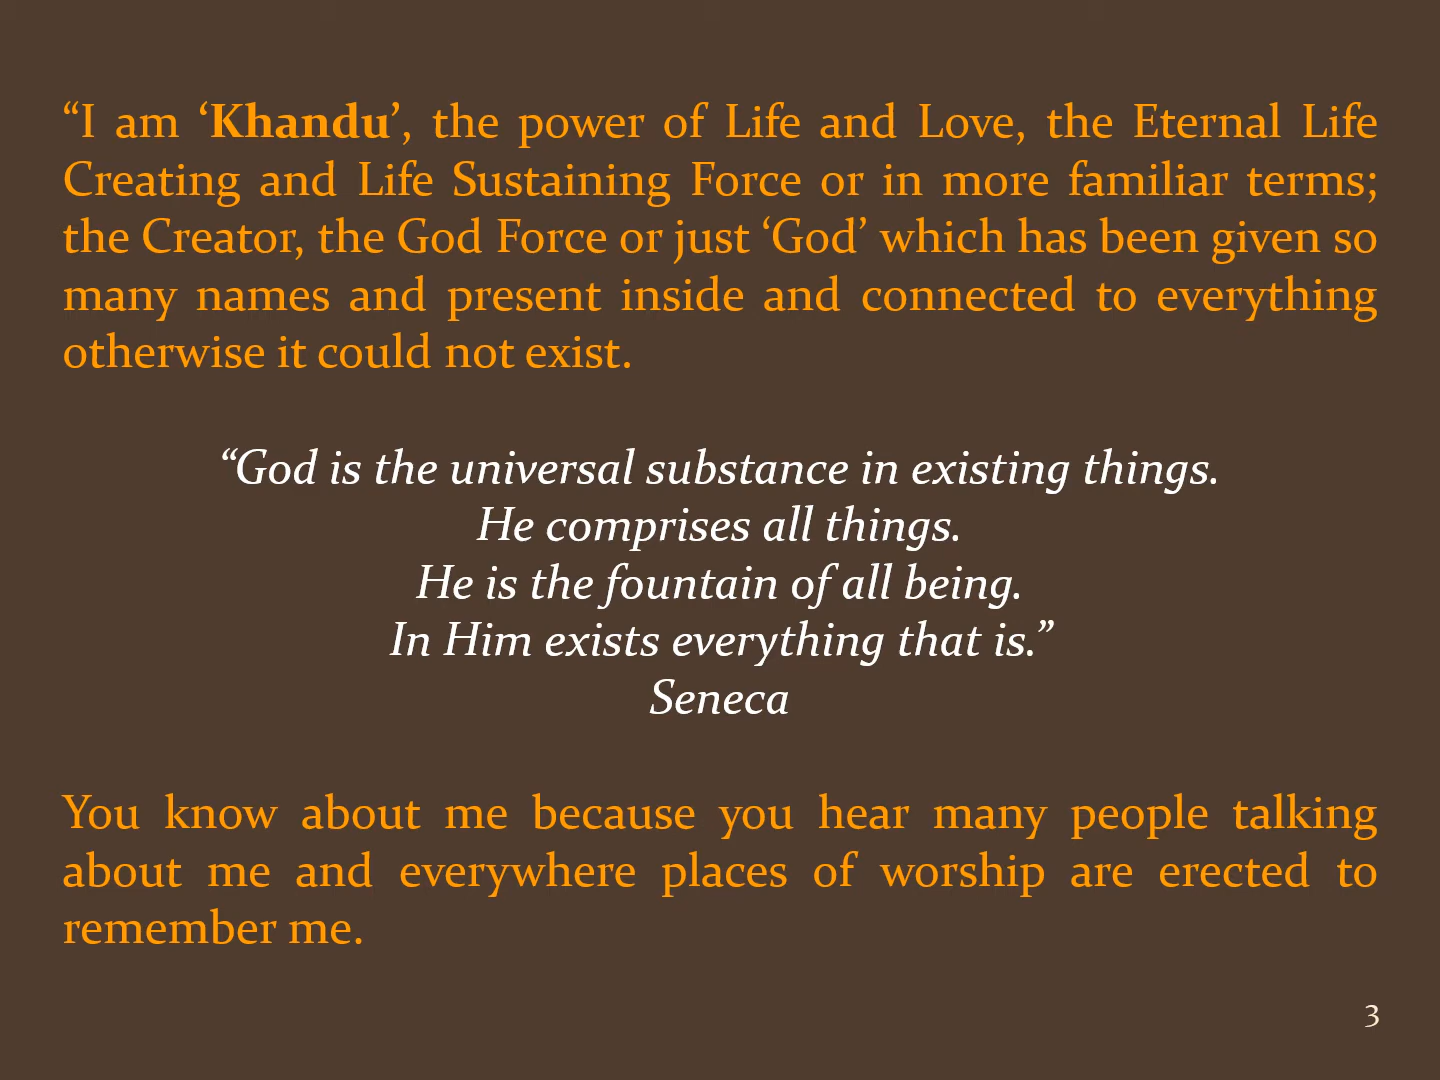 “I am ‘Khandu’, the power of Life and Love, the Eternal Life
Creating and Life Sustaining Force or in more familiar terms;
the Creator, the God Force or just ‘God’ which has been given so
many names and present inside and connected to everything
otherwise it could not exist.
“God is the universal substance in existing things.
He comprises all things.
He is the fountain of all being.
In Him exists everything that is.”
Seneca
You know about me because you hear many people talking
about me and everywhere places of worship are erected to
remember me.
3